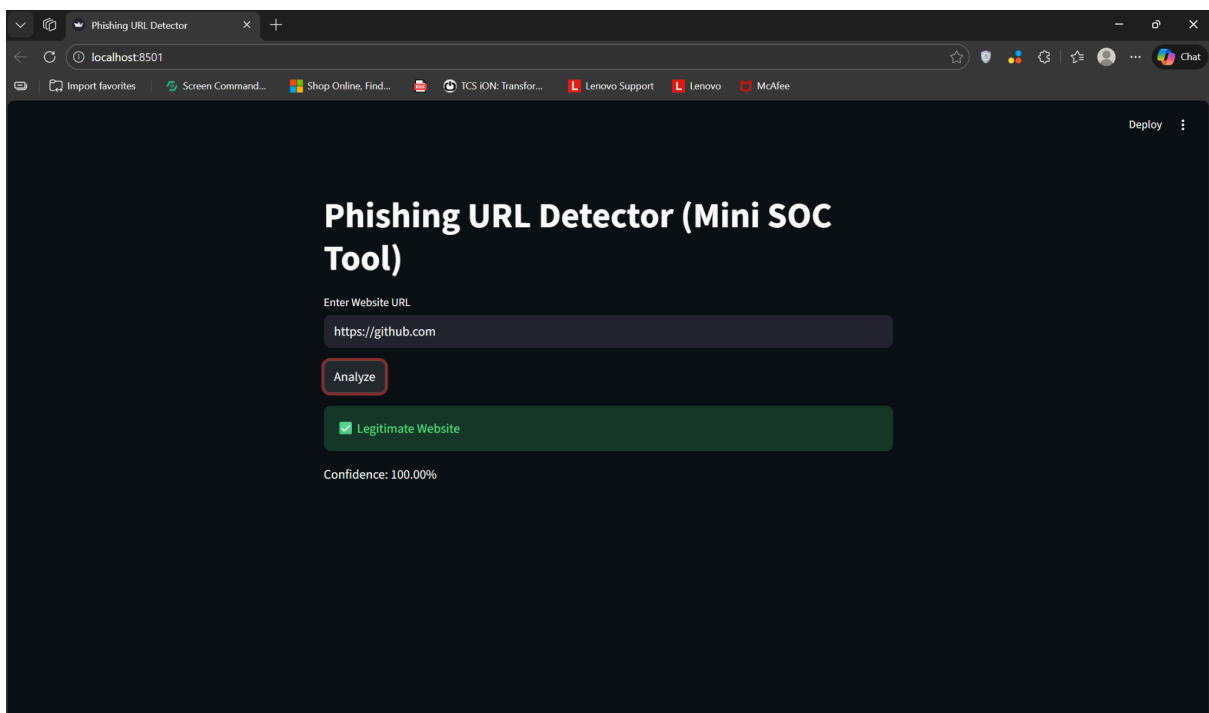 Phishing URL Detector
localhost:8501
Chat
Import favorites
Screen Command...
Shop Online, Find...
TCS iON: Transfor...
L Lenovo Support
L Lenovo
McAfee
Deploy
Phishing URL Detector (Mini SOC
Tool)
Enter Website URL
https://github.com
Analyze
✅ Legitimate Website
Confidence: 100.00%